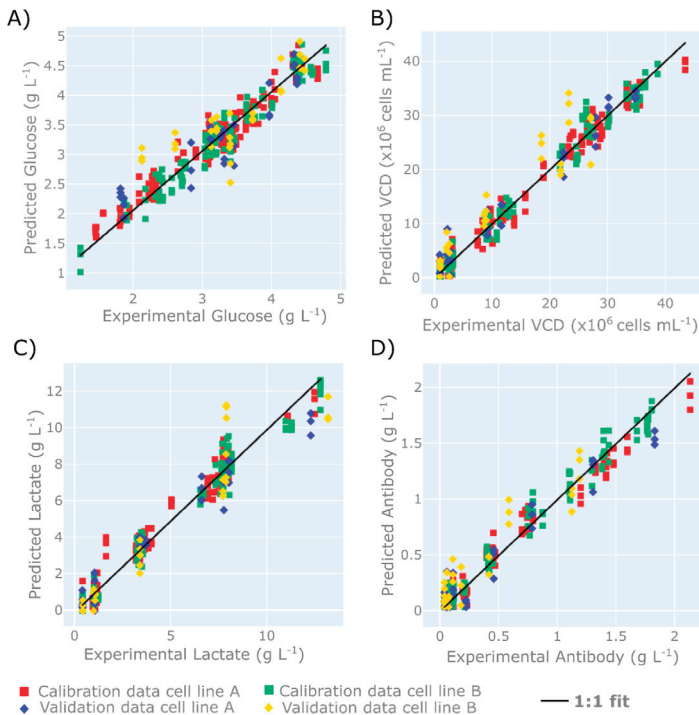 A)
B)
Predicted Glucose (g L⁻¹)
5
4.5
4
3.5
3
2.5
2
1.5
1
2
3
4
5
Experimental Glucose (g L⁻¹)
Predicted VCD (x10⁶ cells mL⁻¹)
40
30
20
10
0
0
10
20
30
40
Experimental VCD (x10⁶ cells mL⁻¹)
C)
D)
Predicted Lactate (g L⁻¹)
12
10
8
6
4
2
0
0
5
10
Experimental Lactate (g L⁻¹)
Predicted Antibody (g L⁻¹)
2
1.5
1
0.5
0
0
0.5
1
1.5
2
Experimental Antibody (g L⁻¹)
Calibration data cell line A
Calibration data cell line B
1:1 fit
Validation data cell line A
Validation data cell line B